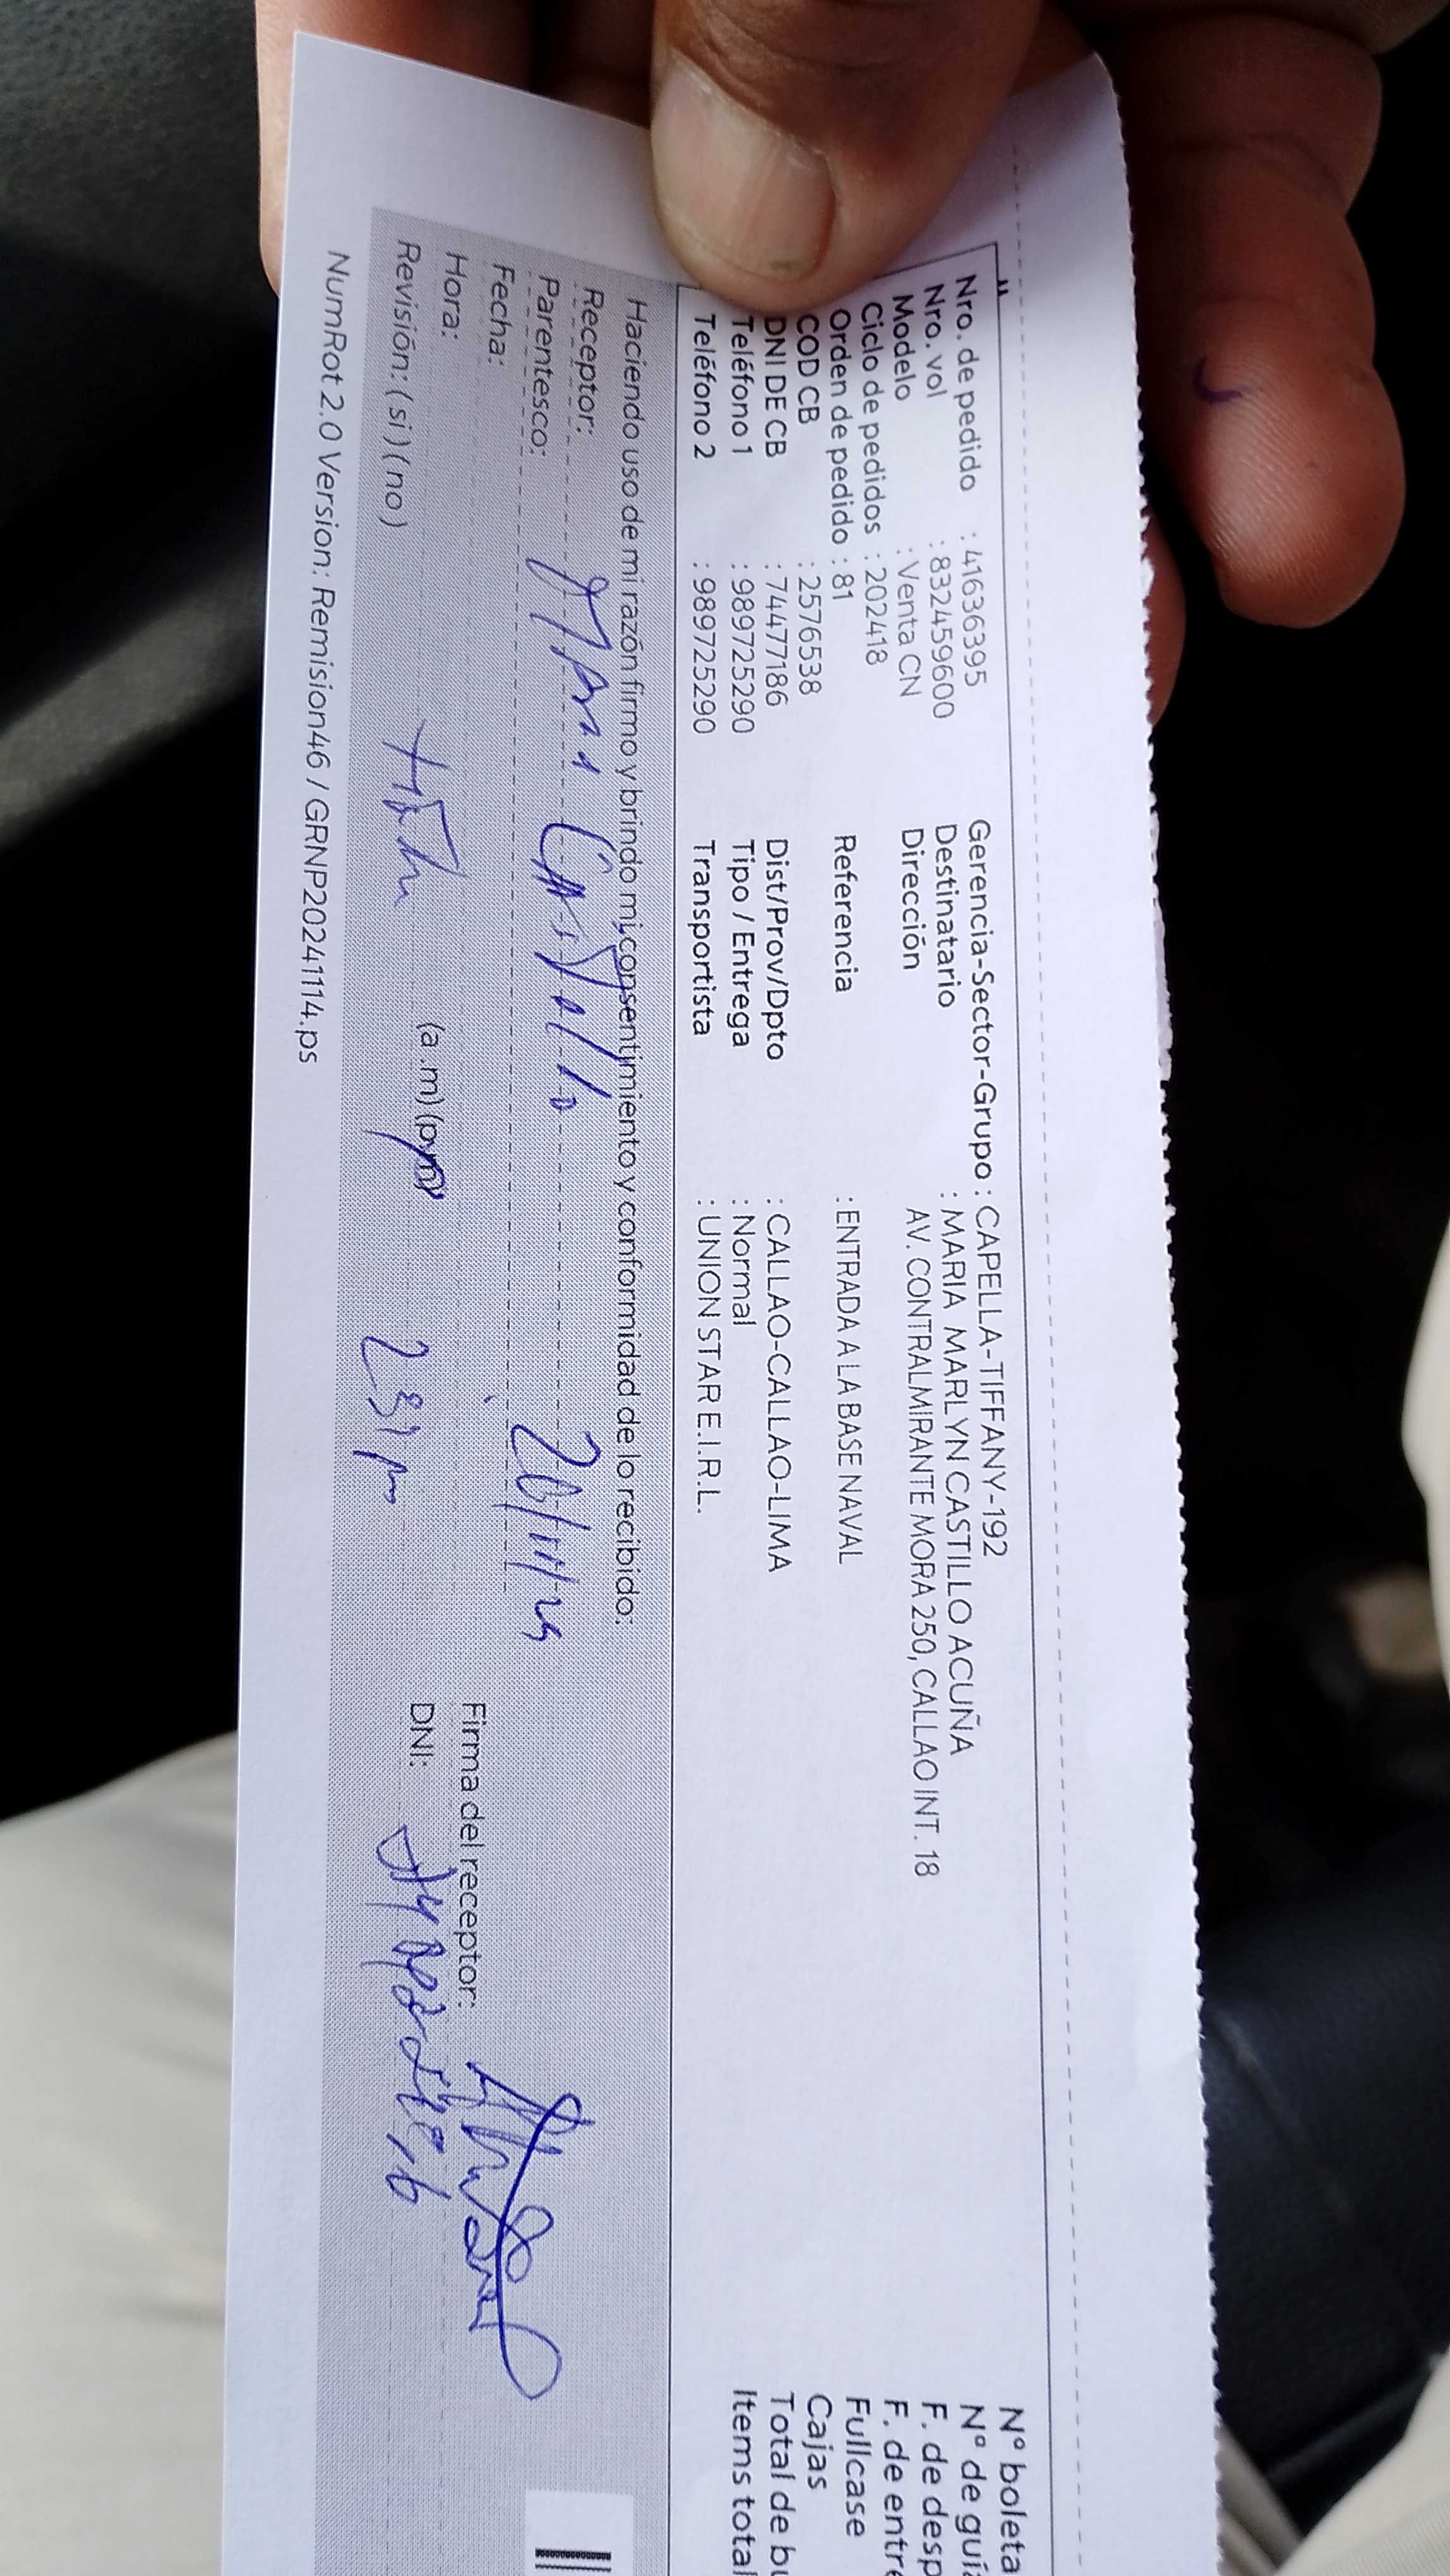 Nro. de pedido : 41636395
Nro. vol : 832459600
Modelo : Venta CN
Ciclo de pedidos : 202418
Orden de pedido : 81
COD CB : 2576538
DNI DE CB : 74477186
Teléfono 1 : 989725290
Teléfono 2 : 989725290
Gerencia-Sector-Grupo : CAPELLA-TIFFANY-192
Destinatario : MARIA MARLYN CASTILLO ACUÑA
Dirección AV. CONTRALMIRANTE MORA 250, CALLAO INT. 18
Referencia : ENTRADA A LA BASE NAVAL
Dist/Prov/Dpto : CALLAO-CALLAO-LIMA
Tipo / Entrega : Normal
Transportista : UNION STAR E.I.R.L.
N° boleta
N° de guía
F. de desp
F. de entre
Fullcase
Cajas
Total de bu
Items total
Haciendo uso de mi razón firmo y brindo mi consentimiento y conformidad de lo recibido:
Receptor: Maria Castillo
Parentesco:
Fecha:
Hora: (a.m)(p.m)
Revisión: (si) (no)
Firma del receptor:
DNI:
NumRot 2.0 Version: Remision46 / GRNP20241114.ps